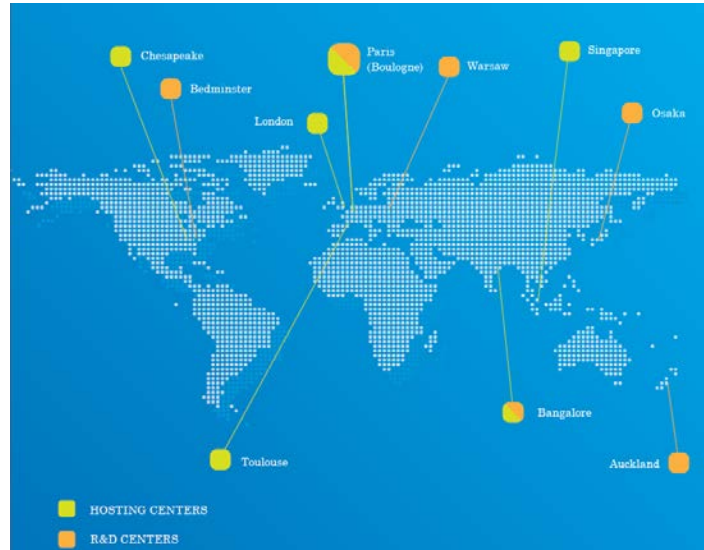 Chesapeake
Paris
(Boulogne)
Singapore
Bedminster
Warsaw
London
Osaka
Bangalore
Toulouse
Auckland
HOSTING CENTERS
R&D CENTERS